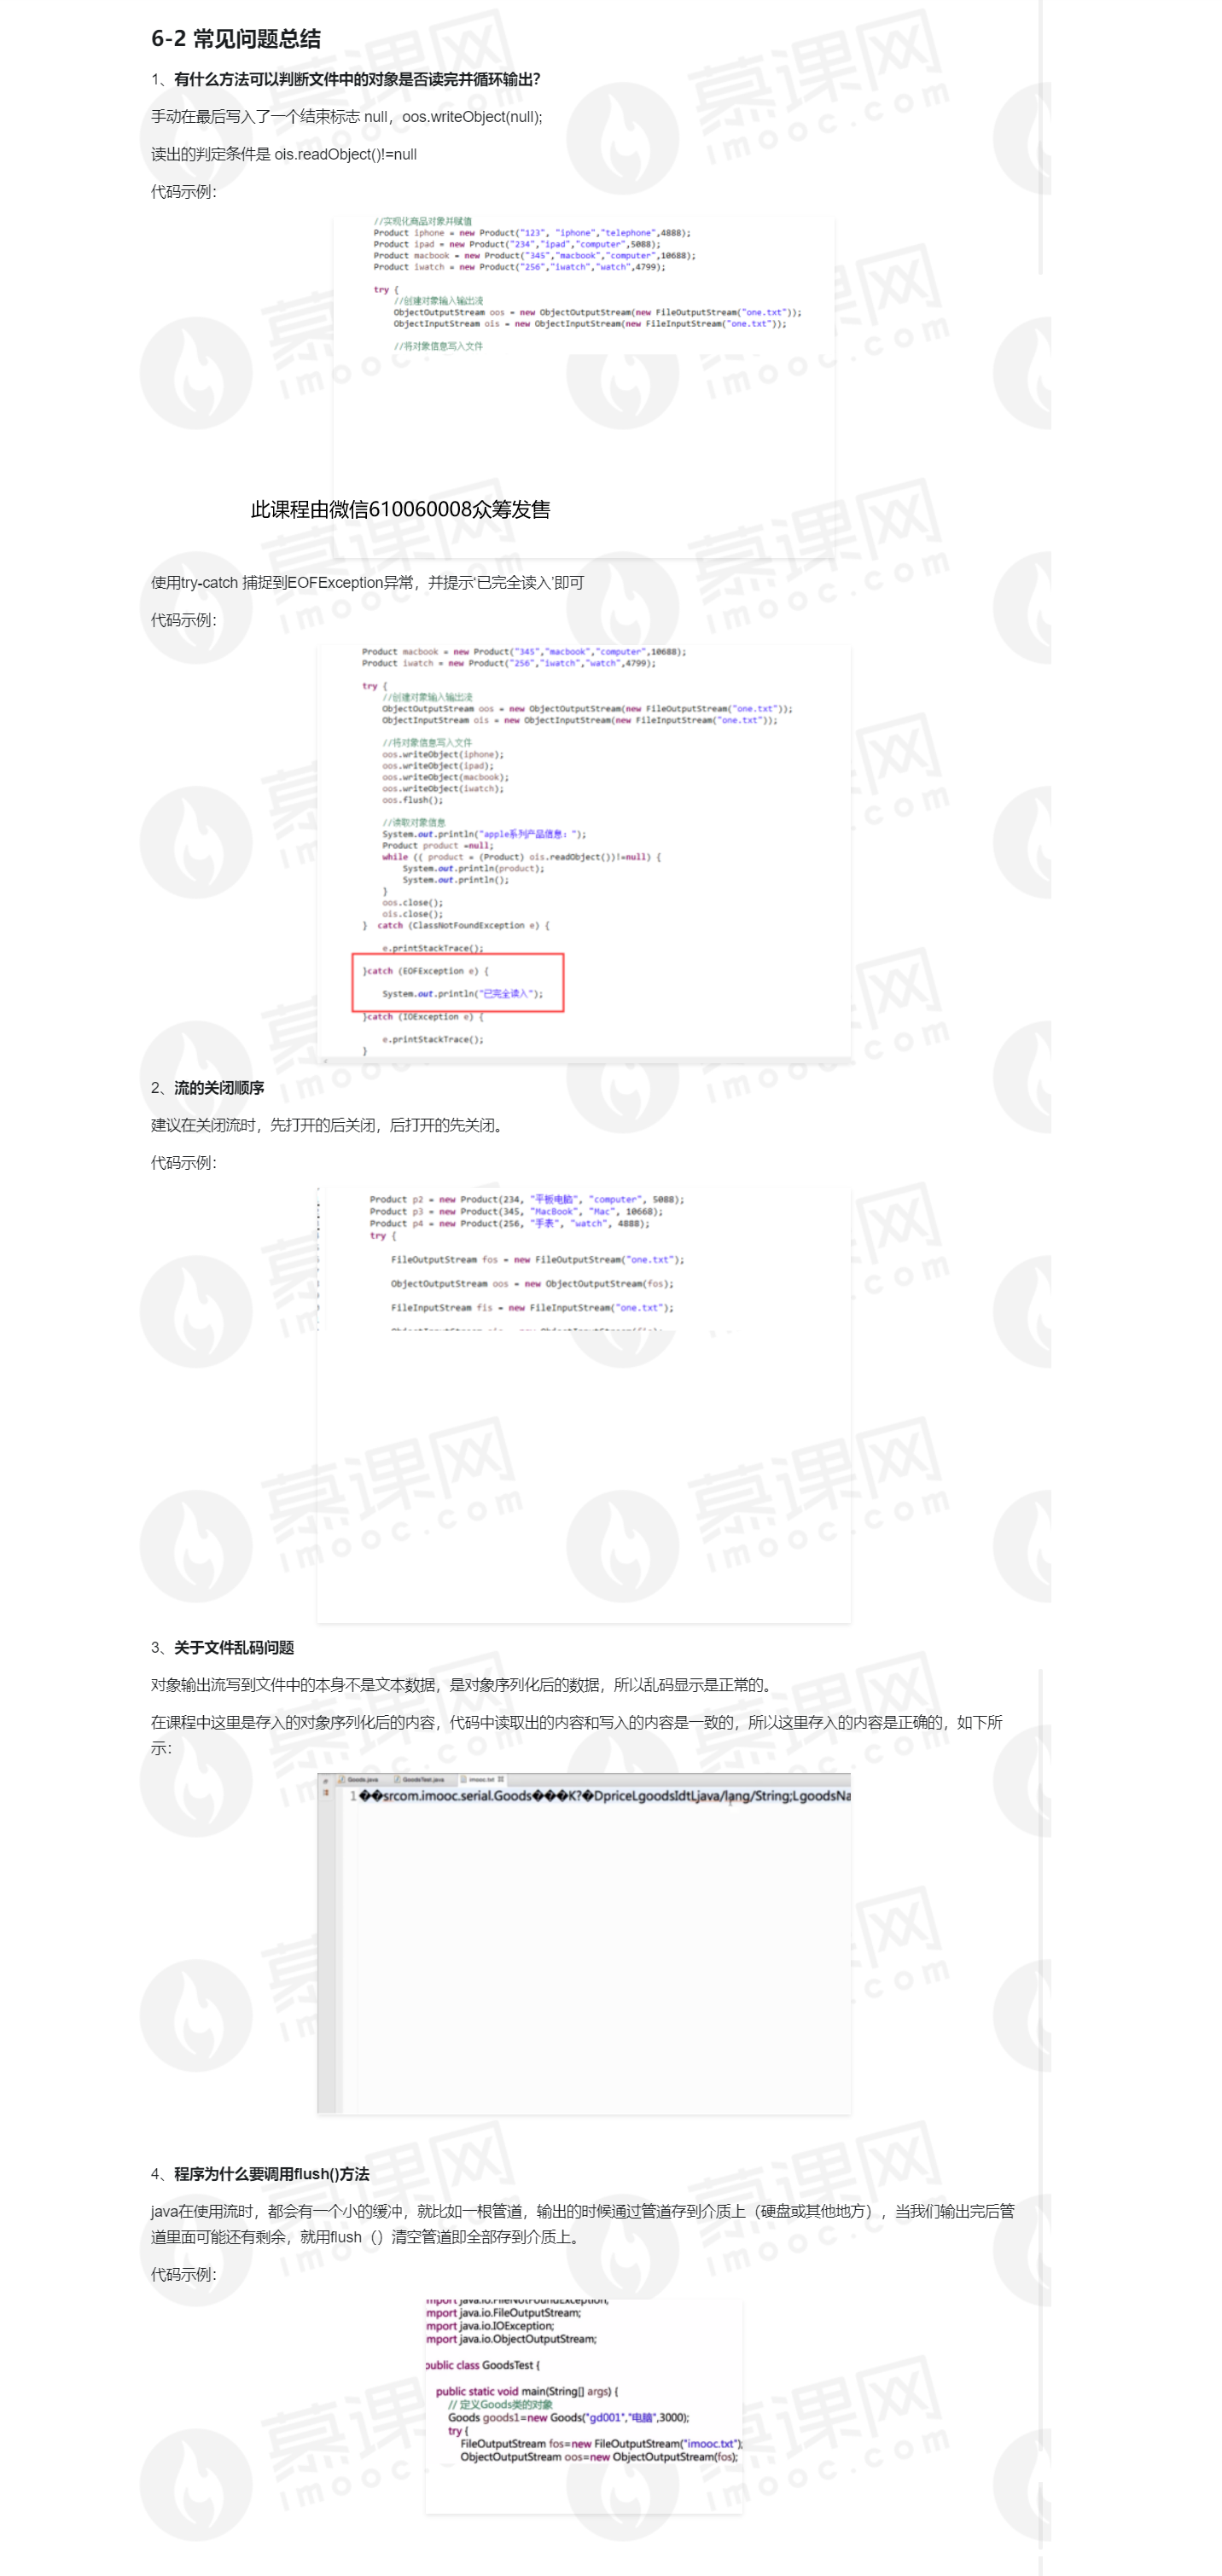 6-2 常见问题总结
1、有什么方法可以判断文件中的对象是否读完并循环输出?
手动在最后写入了一个结束标志 null，oos.writeObject(null);
读出的判定条件是 ois.readObject()!=null
代码示例：
//实现化商品对象并赋值
Product iphone = new Product("123", "iphone","telephone",4888);
Product ipad = new Product("234","ipad","computer",5088);
Product macbook = new Product("345","macbook","computer",10688);
Product iwatch = new Product("256","iwatch","watch",4799);
try {
//创建对象输入输出流
ObjectOutputStream oos = new ObjectOutputStream(new FileOutputStream("one.txt"));
ObjectInputStream ois = new ObjectInputStream(new FileInputStream("one.txt"));
//将对象信息写入文件
此课程由微信610060008众筹发售
使用try-catch 捕捉到EOFException异常，并提示‘已完全读入’即可
代码示例：
Product macbook = new Product("345","macbook","computer",10688);
Product iwatch = new Product("256","iwatch","watch",4799);
try {
//创建对象输入输出流
ObjectOutputStream oos = new ObjectOutputStream(new FileOutputStream("one.txt"));
ObjectInputStream ois = new ObjectInputStream(new FileInputStream("one.txt"));
//将对象信息写入文件
oos.writeObject(iphone);
oos.writeObject(ipad);
oos.writeObject(macbook);
oos.writeObject(iwatch);
oos.flush();
//读取对象信息
System.out.println("apple系列产品信息：");
Product product =null;
while (( product = (Product) ois.readObject())!=null) {
System.out.println(product);
System.out.println();
}
oos.close();
ois.close();
} catch (ClassNotFoundException e) {
e.printStackTrace();
}catch (EOFException e) {
System.out.println("已完全读入");
}catch (IOException e) {
e.printStackTrace();
}
2、流的关闭顺序
建议在关闭流时，先打开的后关闭，后打开的先关闭。
代码示例：
Product p2 = new Product(234, "平板电脑", "computer", 5088);
Product p3 = new Product(345, "MacBook", "Mac", 10668);
Product p4 = new Product(256, "手表", "watch", 4888);
try {
FileOutputStream fos = new FileOutputStream("one.txt");
ObjectOutputStream oos = new ObjectOutputStream(fos);
FileInputStream fis = new FileInputStream("one.txt");
3、关于文件乱码问题
对象输出流写到文件中的本身不是文本数据，是对象序列化后的数据，所以乱码显示是正常的。
在课程中这里是存入的对象序列化后的内容，代码中读取出的内容和写入的内容是一致的，所以这里存入的内容是正确的，如下所
示：
Goods.java GoodsTest.java imooc.txt
1 ��srcom.imooc.serial.Goods���K?�DpriceLgoodsIdtLjava/lang/String;LgoodsNa
4、程序为什么要调用flush()方法
java在使用流时，都会有一个小的缓冲，就比如一根管道，输出的时候通过管道存到介质上（硬盘或其他地方），当我们输出完后管
道里面可能还有剩余，就用flush（）清空管道即全部存到介质上。
代码示例：
mport java.io.FileNotFoundException;
mport java.io.FileOutputStream;
mport java.io.IOException;
mport java.io.ObjectOutputStream;
public class GoodsTest {
public static void main(String[] args) {
// 定义Goods类的对象
Goods goods1=new Goods("gd001","电脑",3000);
try {
FileOutputStream fos=new FileOutputStream("imooc.txt");
ObjectOutputStream oos=new ObjectOutputStream(fos);
慕课网
imooc.com